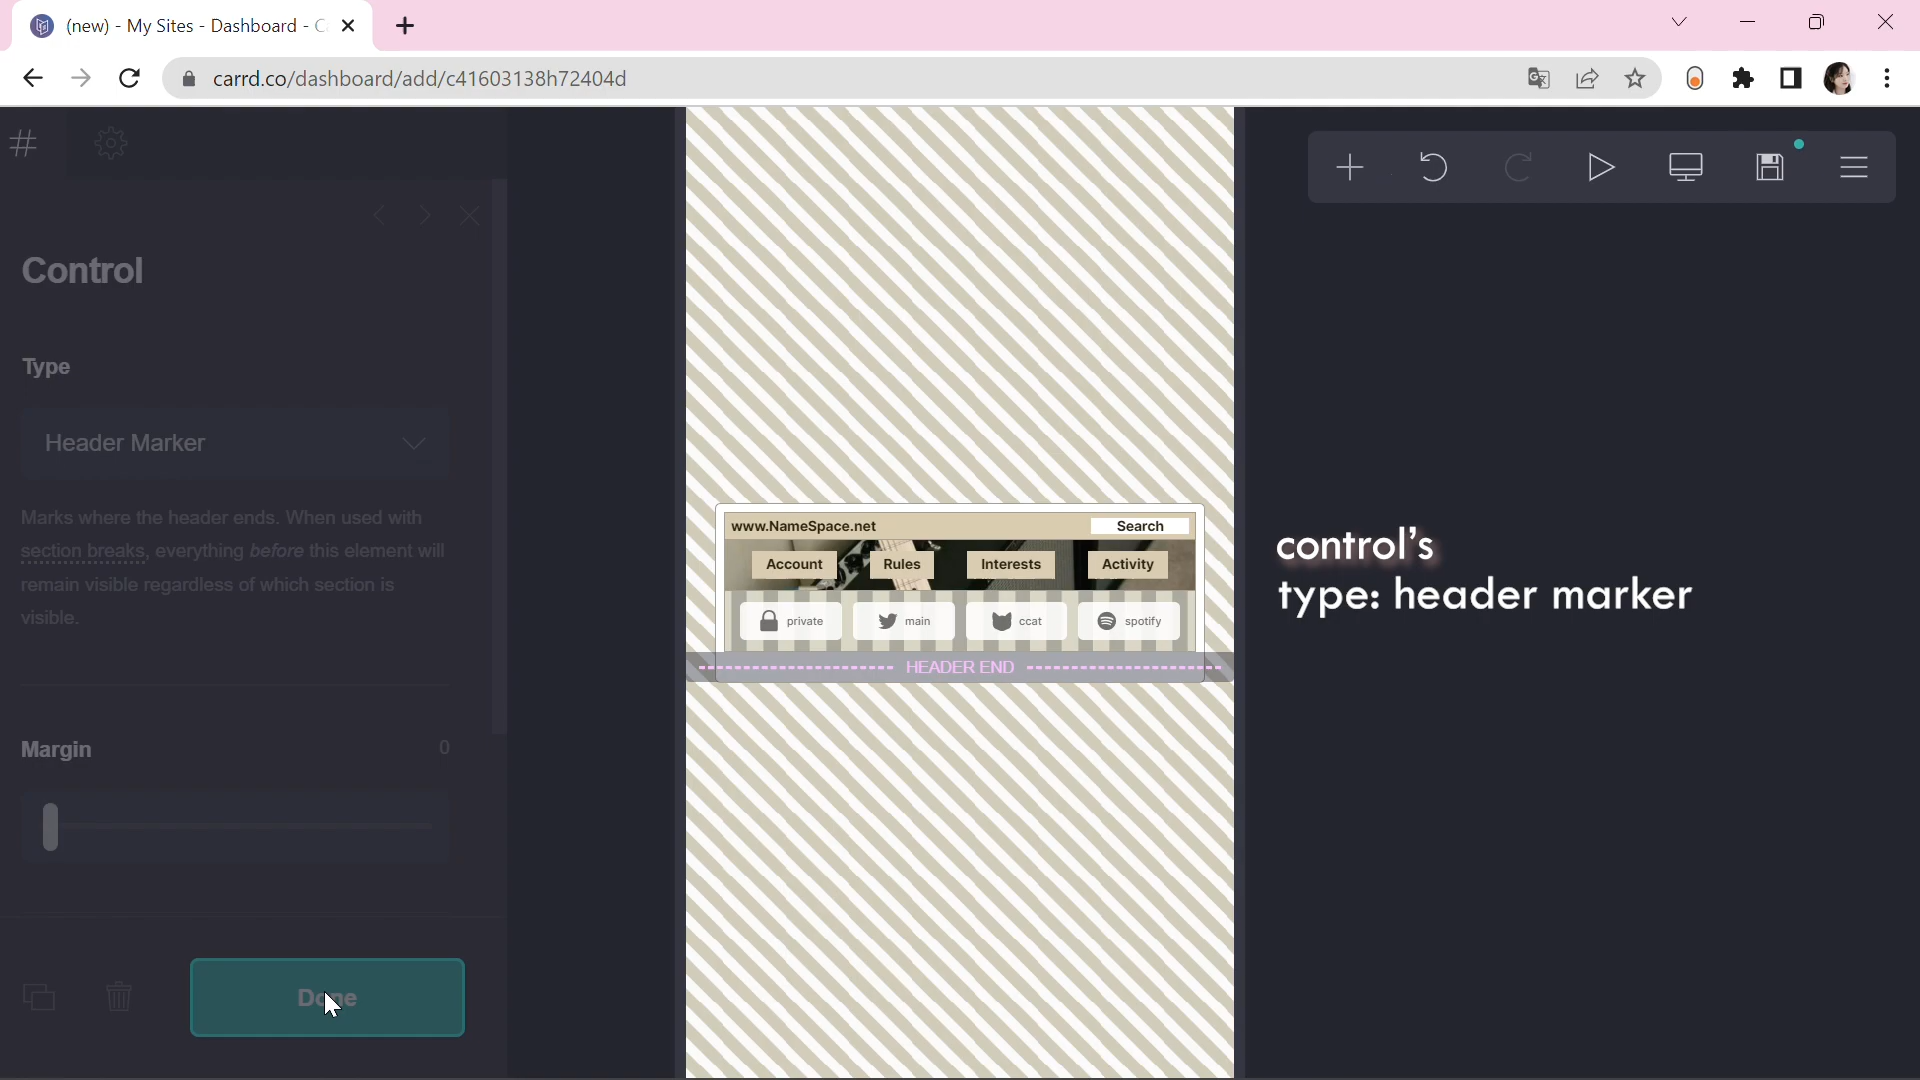 (new) - My Sites - Dashboard - C
carrd.co/dashboard/add/c41603138h72404d
Control
Type
Header Marker
Marks where the header ends. When used with
section breaks, everything before this element will
remain visible regardless of which section is
visible.
Margin
0
Done
www.NameSpace.net
Search
Account
Rules
Interests
Activity
private
main
ccat
spotify
HEADER END
control's
type: header marker